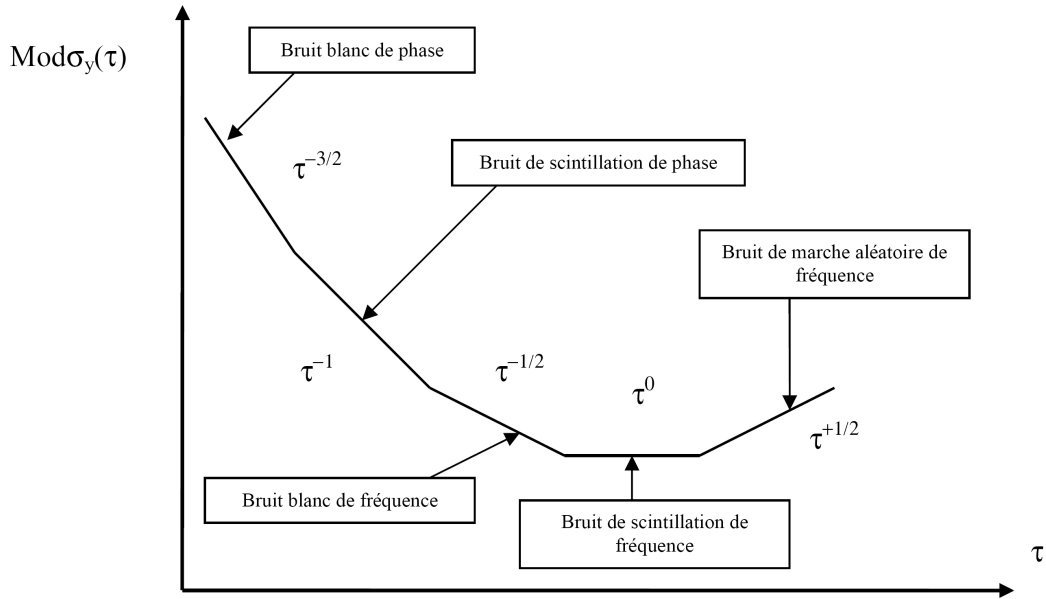 Modσy(τ)
Bruit blanc de phase
τ−3/2
Bruit de scintillation de phase
Bruit de marche aléatoire de
fréquence
τ−1
τ−1/2
τ0
τ+1/2
Bruit blanc de fréquence
Bruit de scintillation de
fréquence
τ